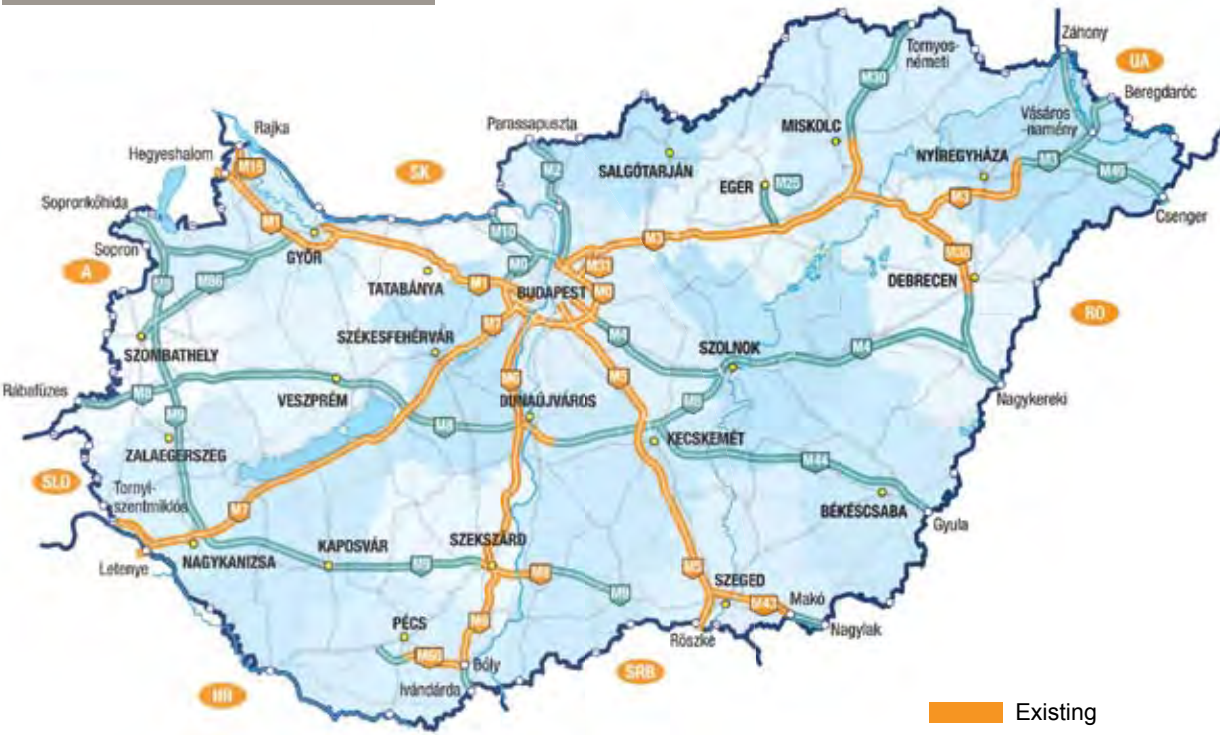 Záhony
Tornyos-
németi
UA
M30
Beregdaróc
Rajka
Parassapuszta
MISKOLC
Vásáros
-namény
Hegyeshalom
M15
SK
M2
SALGÓTARJÁN
NYÍREGYHÁZA
M3
EGER
M25
M49
M3
Sopronikőhida
Csenger
M1
M10
Sopron
GYŐR
M3
M35
M0
M31
A
M86
TATABÁNYA
M1
BUDAPEST
M0
DEBRECEN
M7
RO
SZÉKESFEHÉRVÁR
M4
SZOLNOK
M4
SZOMBATHELY
M6
M5
Rábafüzes
M8
VESZPRÉM
DUNAÚJVÁROS
M8
Nagykereki
M9
M8
KECSKEMÉT
ZALAEGERSZEG
M44
SLO
Tornyi-
szentmiklós
M7
BÉKÉSCSABA
Gyula
KAPOSVÁR
SZEKSZÁRD
NAGYKANIZSA
M9
M9
M5
Letenye
M9
SZEGED
M43
Makó
PÉCS
M6
Röszke
Nagylak
M60
Bóly
SRB
Ivándárda
HR
Existing